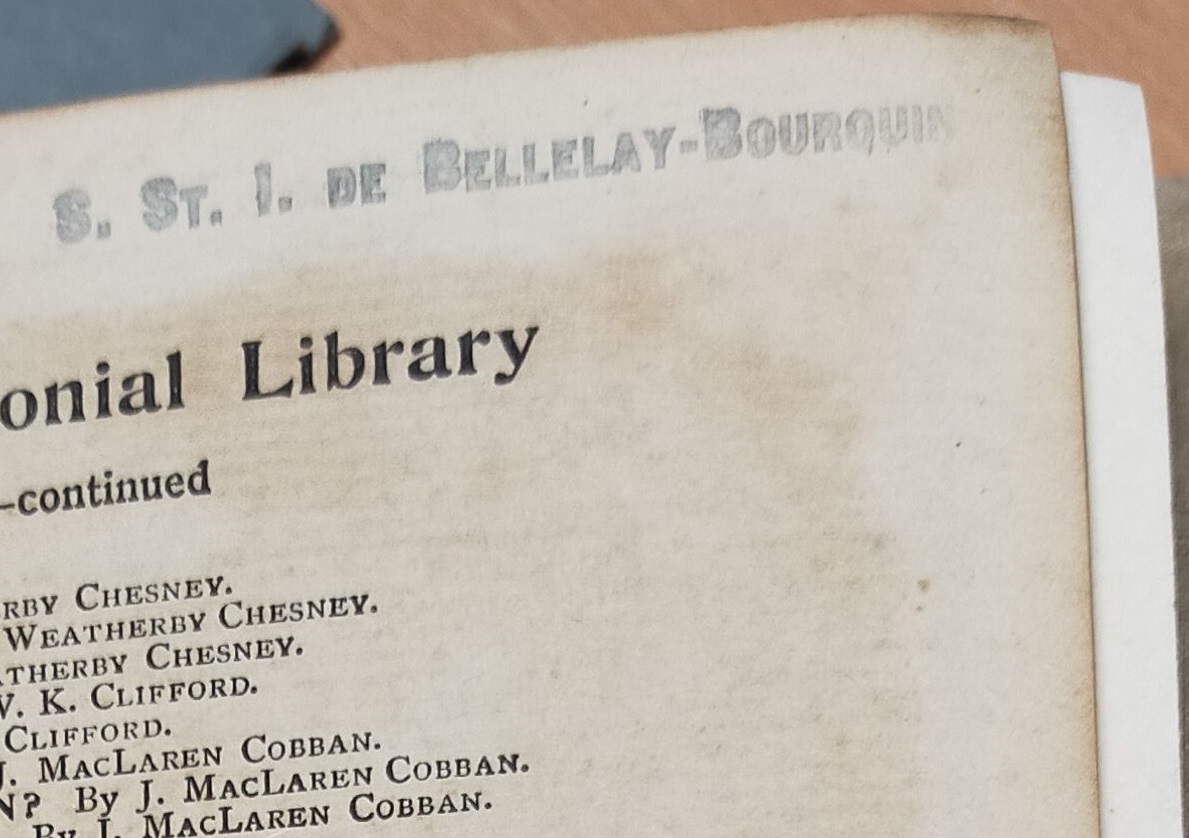 S. ST. I. DE BELLELAY-BOURQUIN
onial Library
-continued
RBY CHESNEY.
WEATHERBY CHESNEY.
ATHERBY CHESNEY.
W. K. CLIFFORD.
CLIFFORD.
J. MACLAREN COBBAN.
N? By J. MACLAREN COBBAN.
By J. MACLAREN COBBAN.